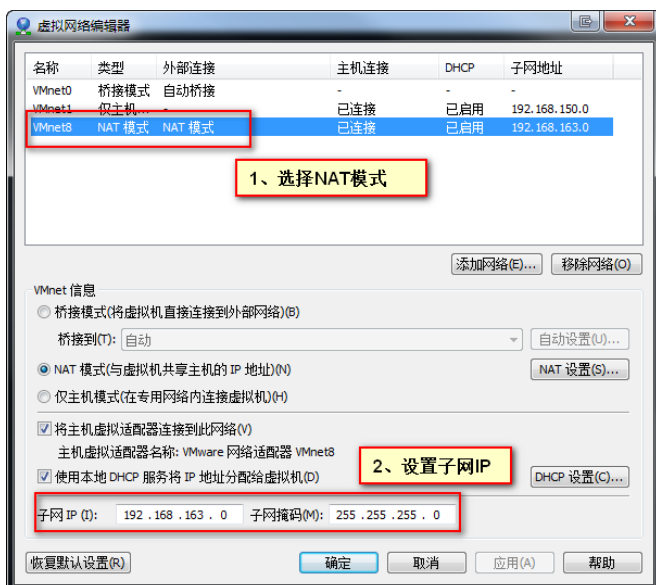 虚拟网络编辑器
名称 类型 外部连接 主机连接 DHCP 子网地址
VMnet0 桥接模式 自动桥接 - - -
VMnet1 仅主机... - 已连接 已启用 192.168.150.0
VMnet8 NAT 模式 NAT 模式 已连接 已启用 192.168.163.0
1、选择NAT模式
添加网络(E)... 移除网络(O)
VMnet 信息
桥接模式(将虚拟机直接连接到外部网络)(B)
桥接到(T): 自动 自动设置(U)...
NAT 模式(与虚拟机共享主机的 IP 地址)(N) NAT 设置(S)...
仅主机模式(在专用网络内连接虚拟机)(H)
将主机虚拟适配器连接到此网络(V)
主机虚拟适配器名称: VMware 网络适配器 VMnet8
2、设置子网IP
使用本地 DHCP 服务将 IP 地址分配给虚拟机(D) DHCP 设置(C)...
子网 IP (I): 192 . 168 . 163 . 0 子网掩码(M): 255 . 255 . 255 . 0
恢复默认设置(R) 确定 取消 应用(A) 帮助